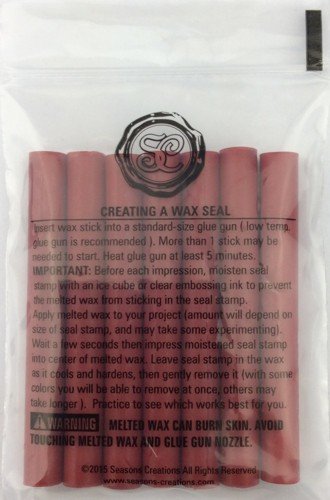 SC
CREATING A WAX SEAL
Insert wax stick into a standard-size glue gun ( low temp.
glue gun is recommended ). More than 1 stick may be
needed to start. Heat glue gun at least 5 minutes.
IMPORTANT: Before each impression, moisten seal
stamp with an ice cube or clear embossing ink to prevent
the melted wax from sticking in the seal stamp.
Apply melted wax to your project (amount will depend on
size of seal stamp, and may take some experimenting).
Wait a few seconds then impress moistened seal stamp
into center of melted wax. Leave seal stamp in the wax
as it cools and hardens, then gently remove it (with some
colors you will be able to remove at once, others may
take longer ). Practice to see which works best for you.
WARNING MELTED WAX CAN BURN SKIN. AVOID
TOUCHING MELTED WAX AND GLUE GUN NOZZLE.
©2015 Seasons Creations All Rights Reserved.
www.seasons-creations.com